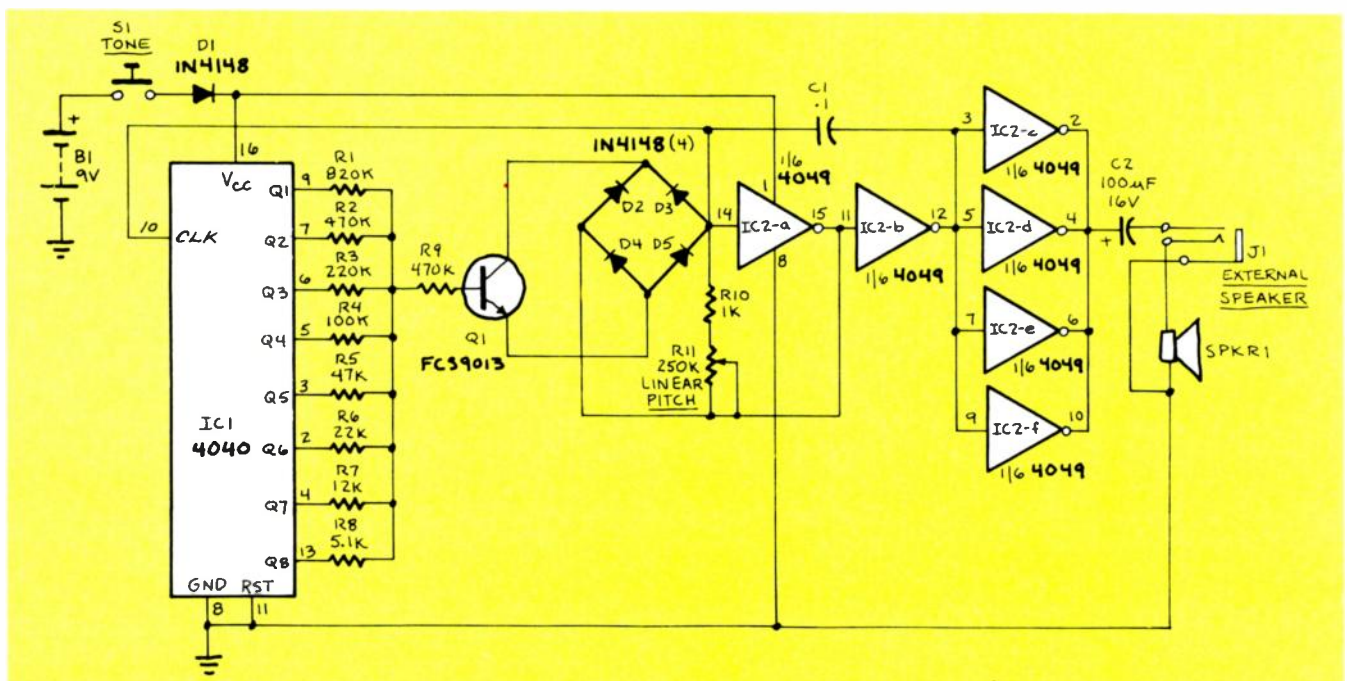 S1
TONE
D1
1N4148
+
B1
9V
16
VCC
10
CLK
IC1
4040
GND
RST
8
11
Q1
9
R1
820K
Q2
7
R2
470K
Q3
6
R3
220K
Q4
5
R4
100K
Q5
3
R5
47K
Q6
2
R6
22K
Q7
4
R7
12K
Q8
13
R8
5.1K
R9
470K
Q1
FCS9013
1N4148 (4)
D2
D3
D4
D5
R10
1K
R11
250K
LINEAR
PITCH
C1
.1
1/6
4049
1
14
IC2-a
15
8
11
IC2-b
12
1/6 4049
3
IC2-c
2
1/6 4049
5
IC2-d
4
1/6 4049
7
IC2-e
6
1/6 4049
9
IC2-f
10
1/6 4049
C2
100µF
16V
+
J1
EXTERNAL
SPEAKER
SPKR1